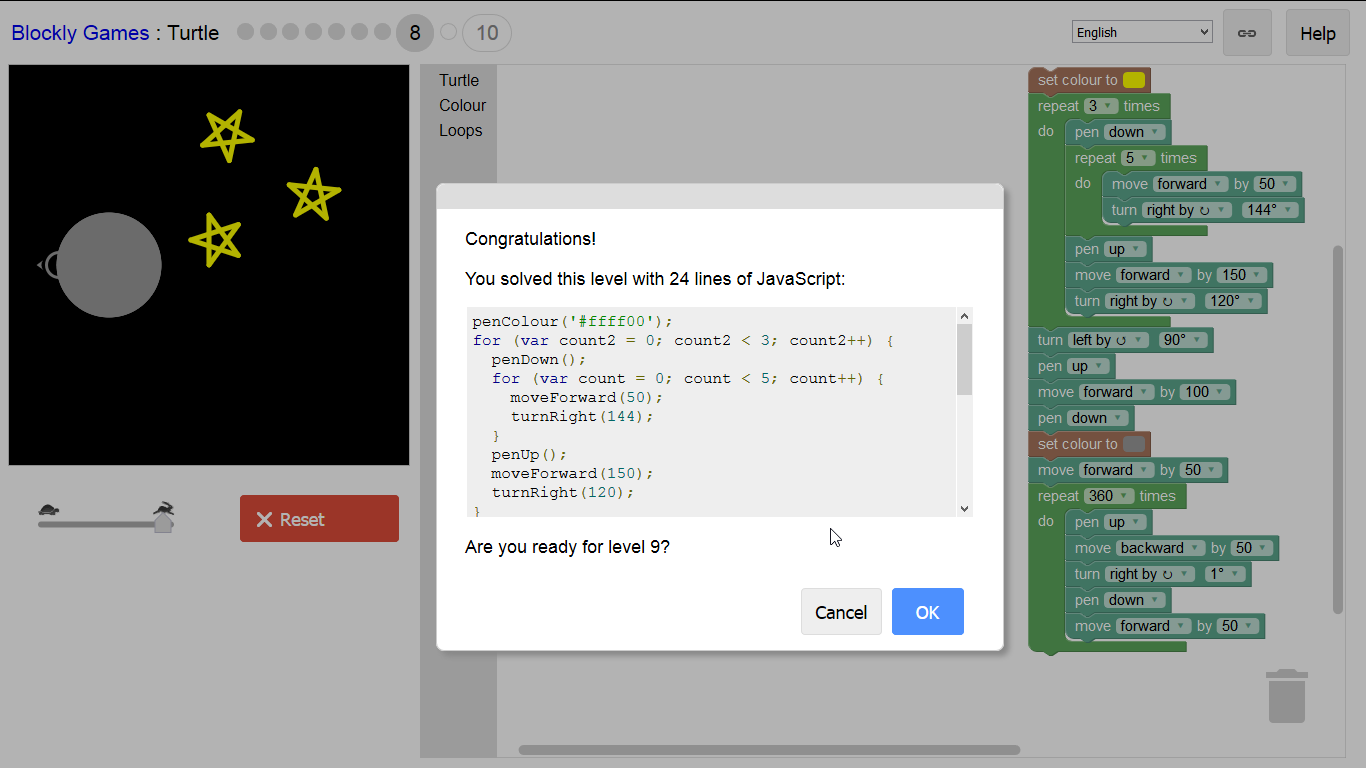 Blockly Games : Turtle
8
10
English
Help
Turtle
Colour
Loops
Reset
set colour to
repeat 3 times
do
pen down
repeat 5 times
do
move forward by 50
turn right by ↻ 144°
pen up
move forward by 150
turn right by ↻ 120°
turn left by ↺ 90°
pen up
move forward by 100
pen down
set colour to
move forward by 50
repeat 360 times
do
pen up
move backward by 50
turn right by ↻ 1°
pen down
move forward by 50
Congratulations!
You solved this level with 24 lines of JavaScript:
penColour('#ffff00');
for (var count2 = 0; count2 < 3; count2++) {
  penDown();
  for (var count = 0; count < 5; count++) {
    moveForward(50);
    turnRight(144);
  }
  penUp();
  moveForward(150);
  turnRight(120);
}
Are you ready for level 9?
Cancel
OK